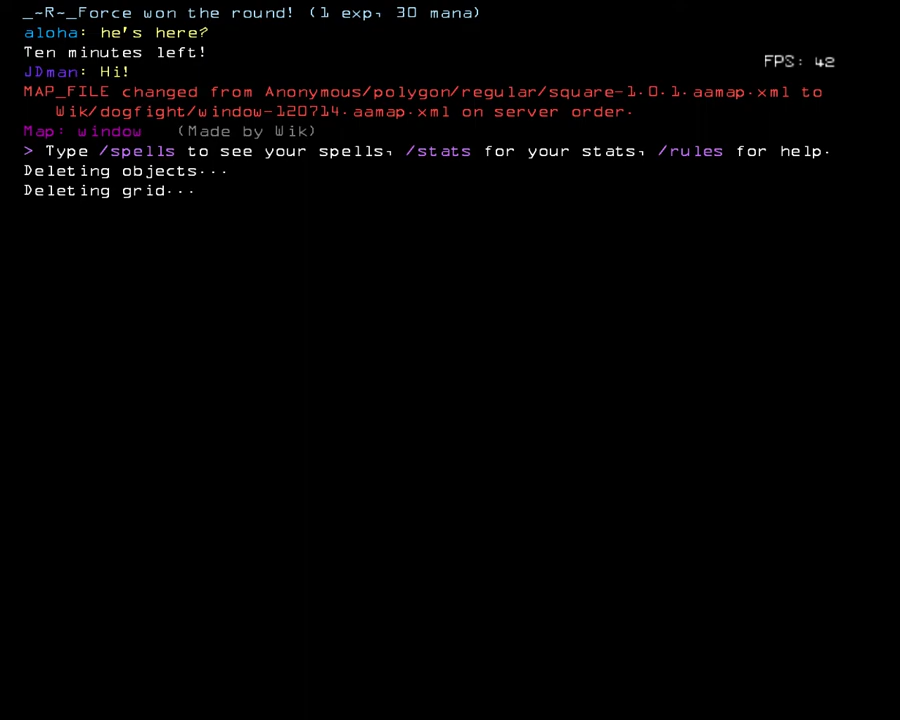 _~R~_Force won the round! (1 exp, 30 mana)
aloha: he's here?
Ten minutes left!
FPS: 42
JDman: Hi!
MAP_FILE changed from Anonymous/polygon/regular/square-1.0.1.aamap.xml to
Wik/dogfight/window-120714.aamap.xml on server order.
Map: window (Made by Wik)
> Type /spells to see your spells, /stats for your stats, /rules for help.
Deleting objects...
Deleting grid...